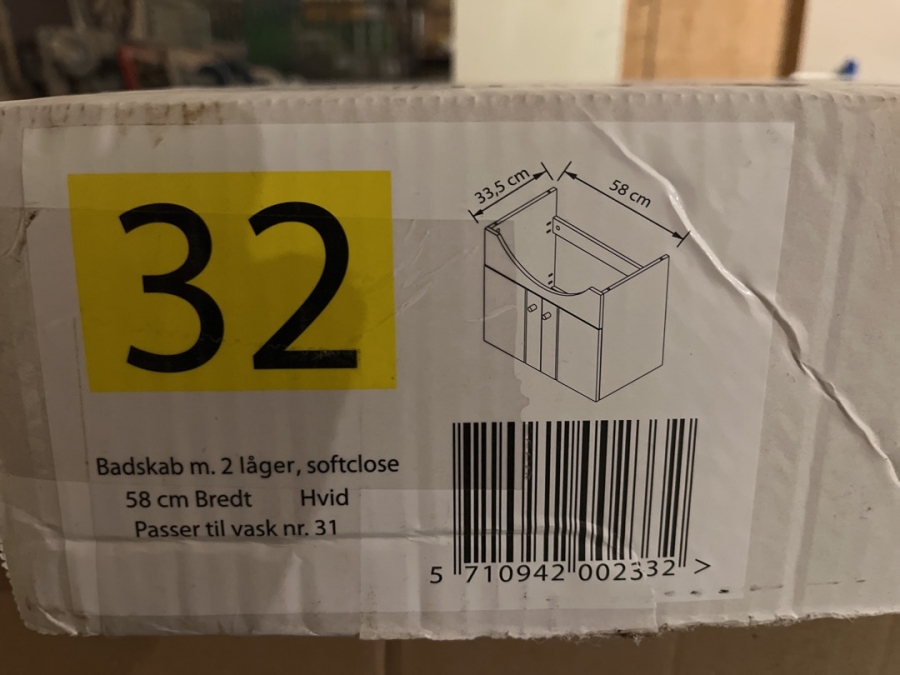 32
33,5 cm
58 cm
Badskab m. 2 låger, softclose
58 cm Bredt Hvid
Passer til vask nr. 31
5 710942 002332 >